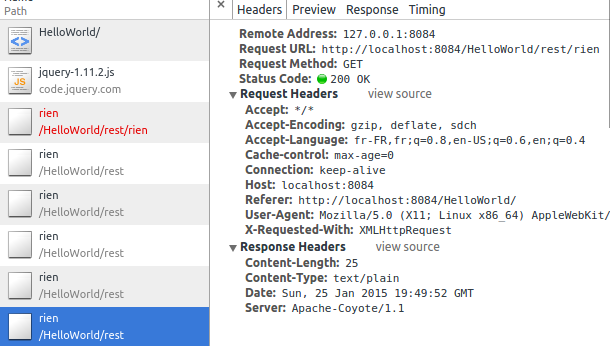 Path
HelloWorld/
jquery-1.11.2.js
code.jquery.com
rien
/HelloWorld/rest/rien
rien
/HelloWorld/rest
rien
/HelloWorld/rest
rien
/HelloWorld/rest
rien
/HelloWorld/rest
rien
/HelloWorld/rest
× Headers Preview Response Timing
Remote Address: 127.0.0.1:8084
Request URL: http://localhost:8084/HelloWorld/rest/rien
Request Method: GET
Status Code: 200 OK
Request Headers view source
Accept: */*
Accept-Encoding: gzip, deflate, sdch
Accept-Language: fr-FR,fr;q=0.8,en-US;q=0.6,en;q=0.4
Cache-control: max-age=0
Connection: keep-alive
Host: localhost:8084
Referer: http://localhost:8084/HelloWorld/
User-Agent: Mozilla/5.0 (X11; Linux x86_64) AppleWebKit/
X-Requested-With: XMLHttpRequest
Response Headers view source
Content-Length: 25
Content-Type: text/plain
Date: Sun, 25 Jan 2015 19:49:52 GMT
Server: Apache-Coyote/1.1